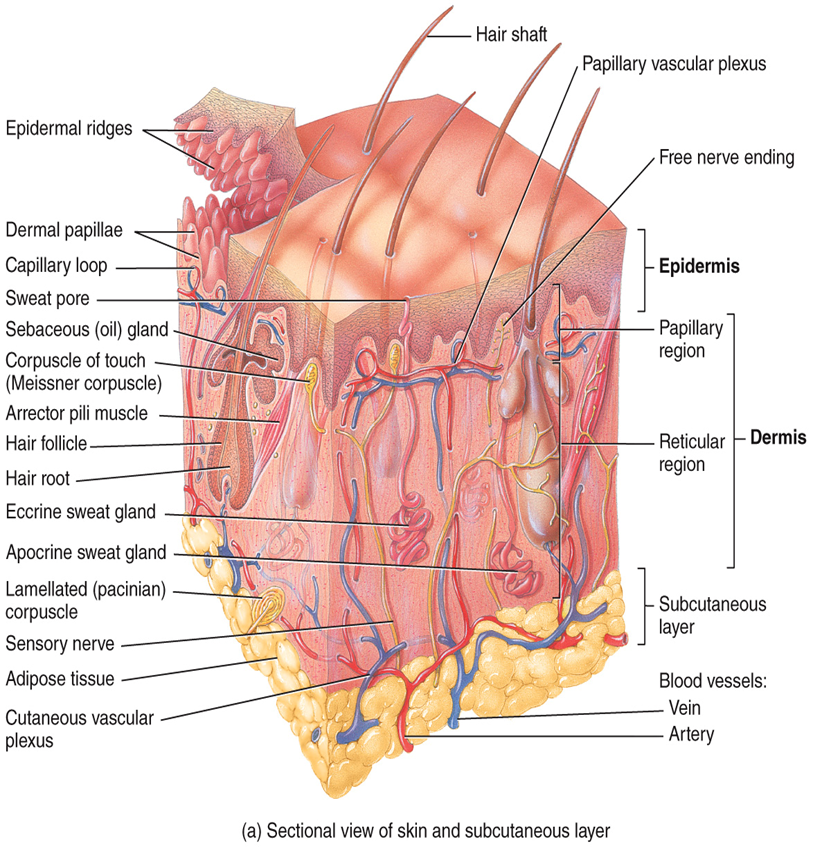 Hair shaft
Papillary vascular plexus
Epidermal ridges
Free nerve ending
Dermal papillae
Capillary loop
Epidermis
Sweat pore
Sebaceous (oil) gland
Papillary
region
Corpuscle of touch
(Meissner corpuscle)
Arrector pili muscle
Hair follicle
Reticular
region
Dermis
Hair root
Eccrine sweat gland
Apocrine sweat gland
Lamellated (pacinian)
corpuscle
Subcutaneous
layer
Sensory nerve
Adipose tissue
Blood vessels:
Vein
Cutaneous vascular
plexus
Artery
(a) Sectional view of skin and subcutaneous layer